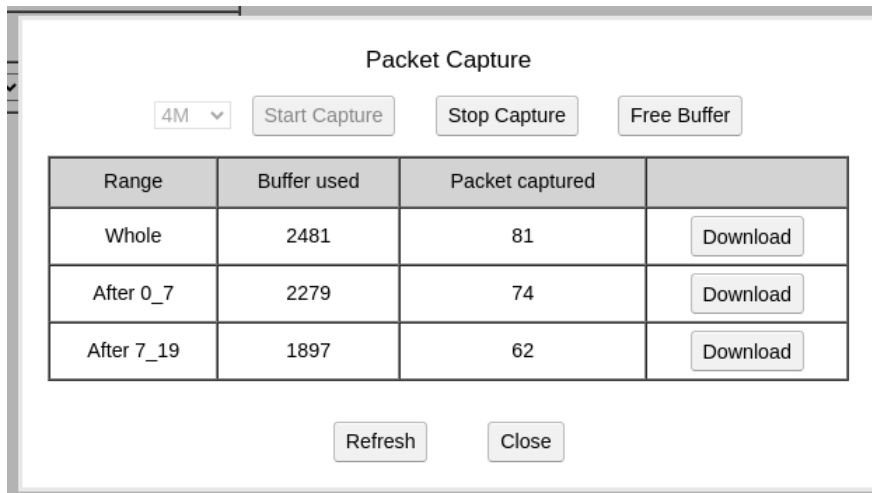 Packet Capture
4M Start Capture Stop Capture Free Buffer
Range Buffer used Packet captured
Whole 2481 81 Download
After 0_7 2279 74 Download
After 7_19 1897 62 Download
Refresh Close